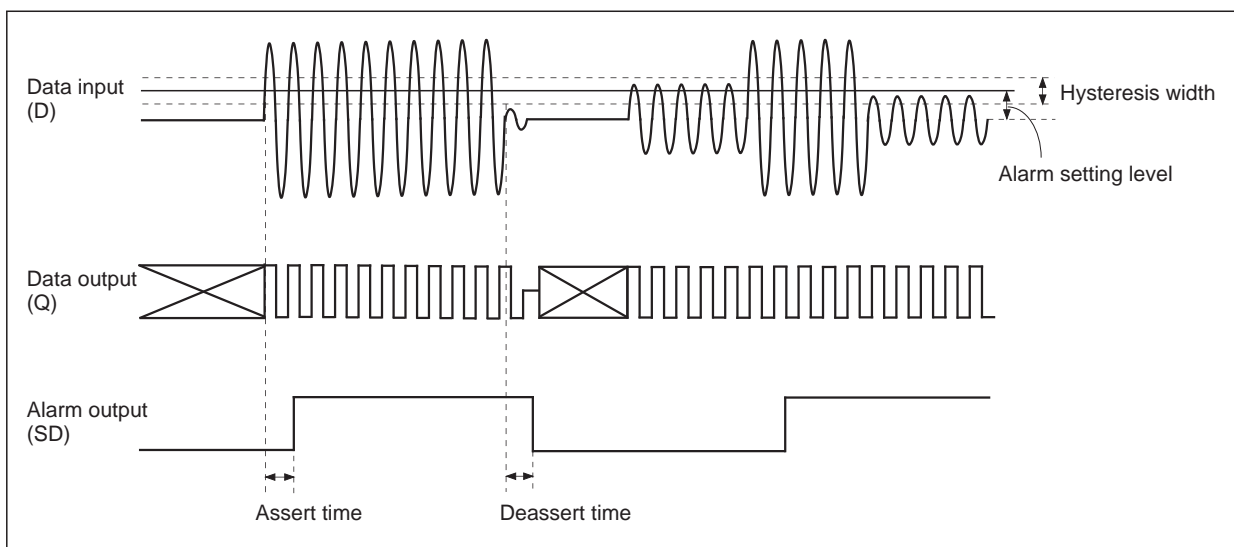 Data input
(D)
Hysteresis width
Alarm setting level
Data output
(Q)
Alarm output
(SD)
Assert time
Deassert time